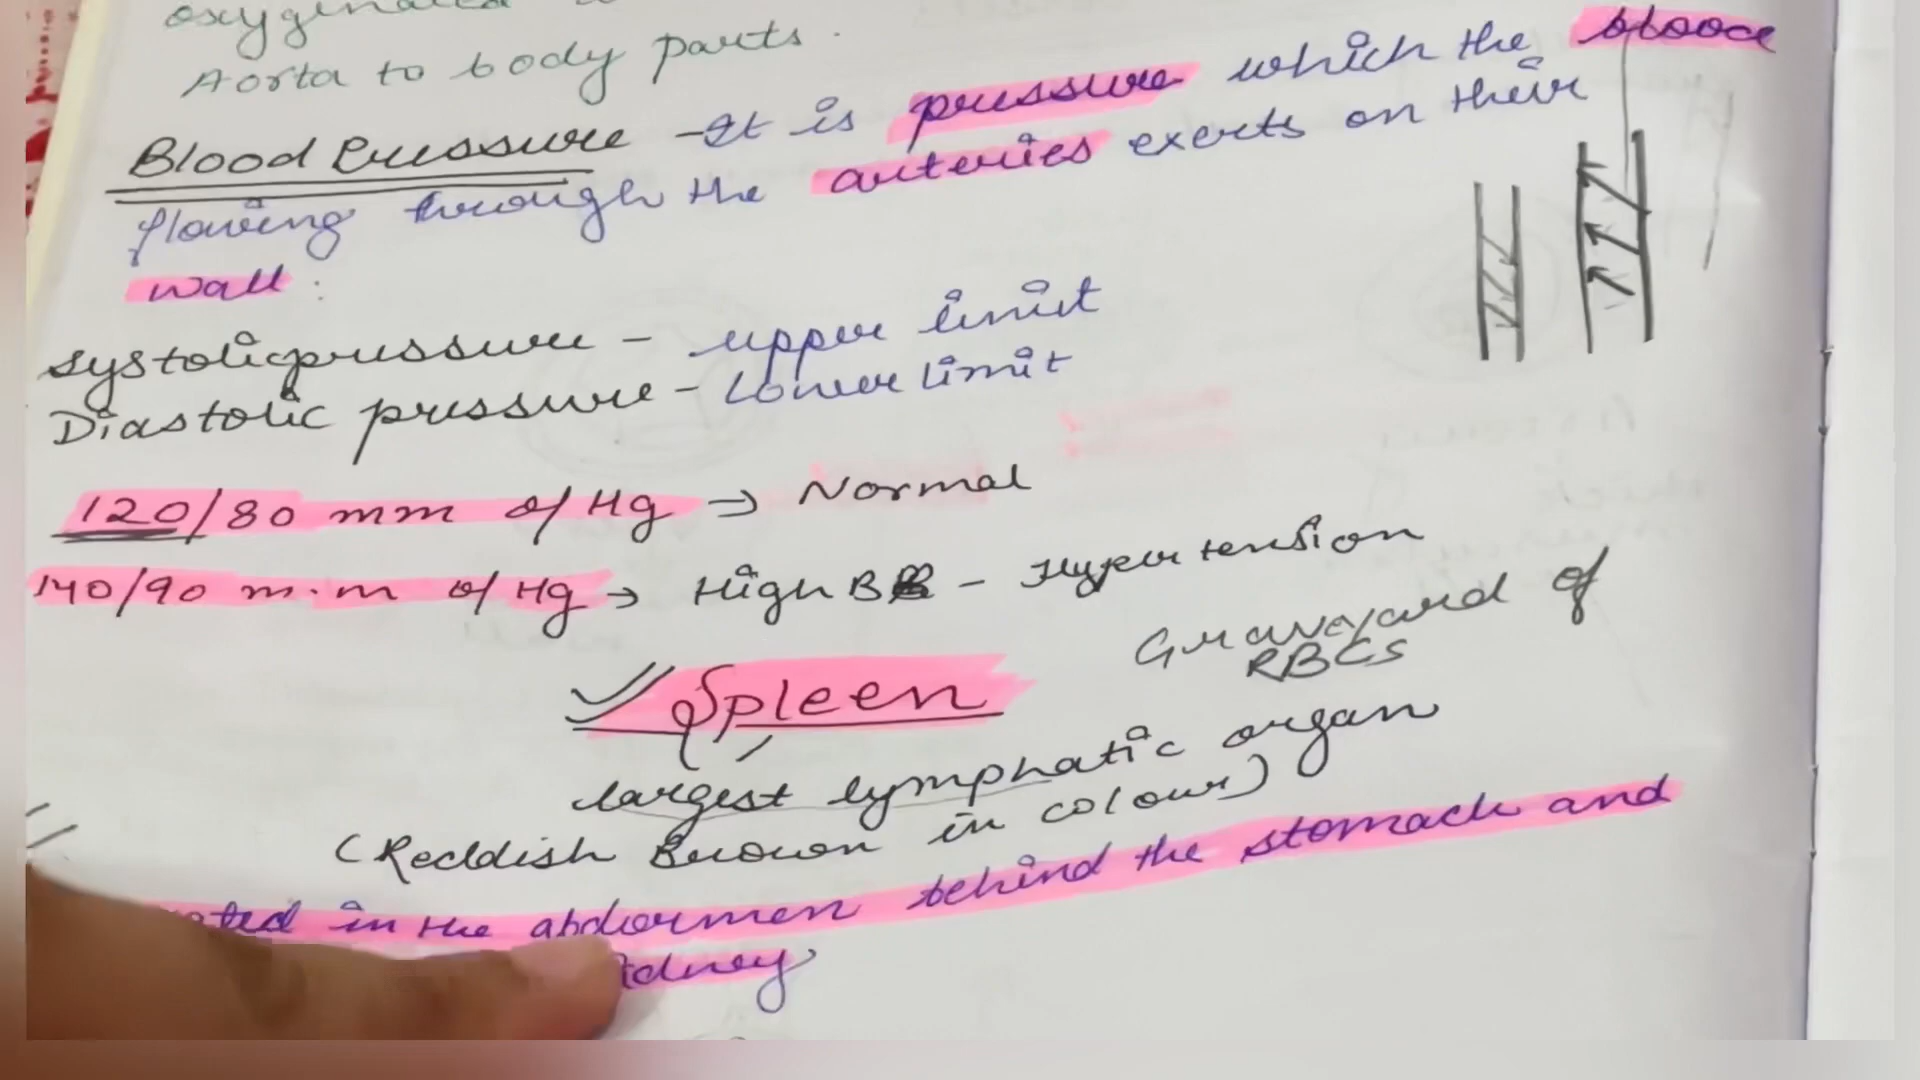 oxygenated
Aorta to body parts.
Blood Pressure - It is pressure which the blood
flowing through the arteries exerts on their
wall :
Systolic pressure - upper limit
Diastolic pressure - Lower limit
120/80 mm of Hg → Normal
140/90 m.m of Hg → High BP - Hypertension
Graveyard of
RBCs
Spleen
largest lymphatic organ
(Reddish Brown in colour)
in the abdormen behind the stomach and